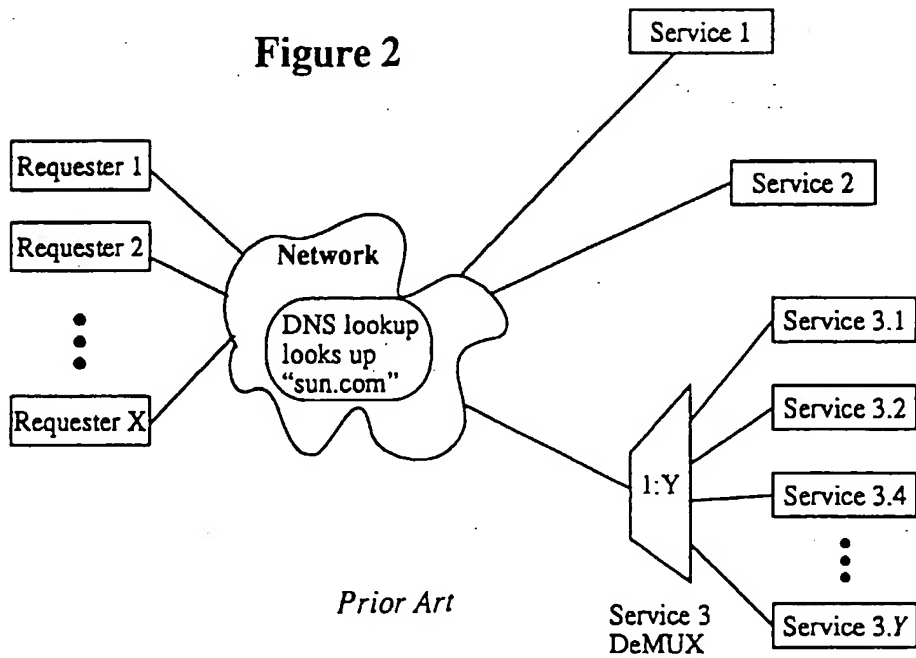 Figure 2
Service 1
Requester 1
Service 2
Requester 2
Network
DNS lookup
looks up
“sun.com”
Service 3.1
Requester X
Service 3.2
1:Y
Service 3.4
Prior Art
Service 3
DeMUX
Service 3.Y